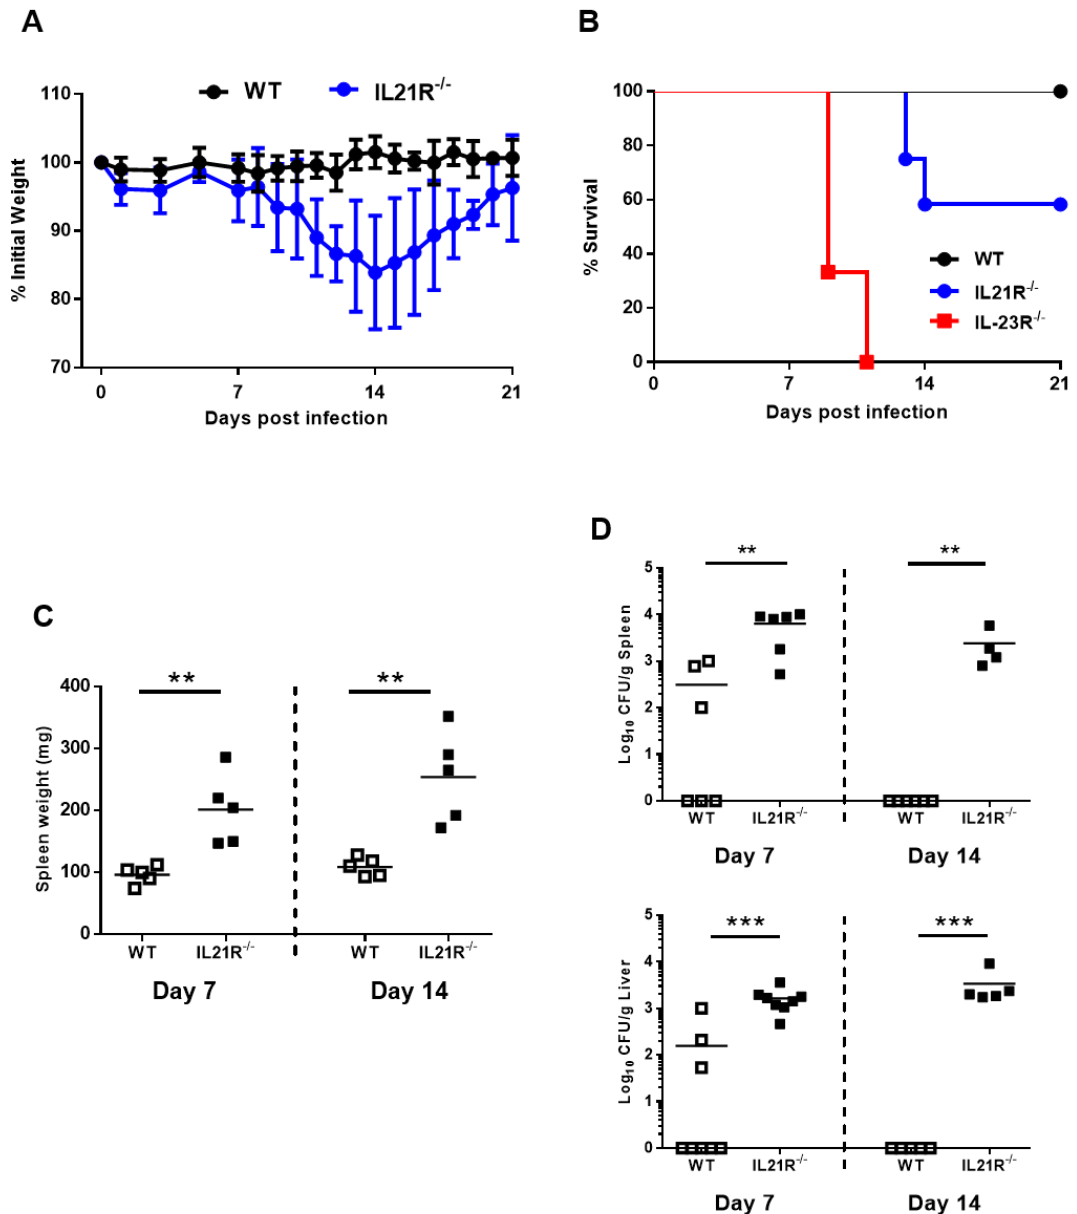 A
WT
IL21R-/-
110
100
90
80
70
% Initial Weight
0
7
14
21
Days post infection
B
100
80
60
40
20
0
% Survival
WT
IL21R-/-
IL-23R-/-
0
7
14
21
Days post infection
C
400
300
200
100
0
Spleen weight (mg)
**
**
WT
IL21R-/-
WT
IL21R-/-
Day 7
Day 14
D
5
4
3
2
1
0
Log10 CFU/g Spleen
**
**
WT
IL21R-/-
WT
IL21R-/-
Day 7
Day 14
5
4
3
2
1
0
Log10 CFU/g Liver
***
***
WT
IL21R-/-
WT
IL21R-/-
Day 7
Day 14